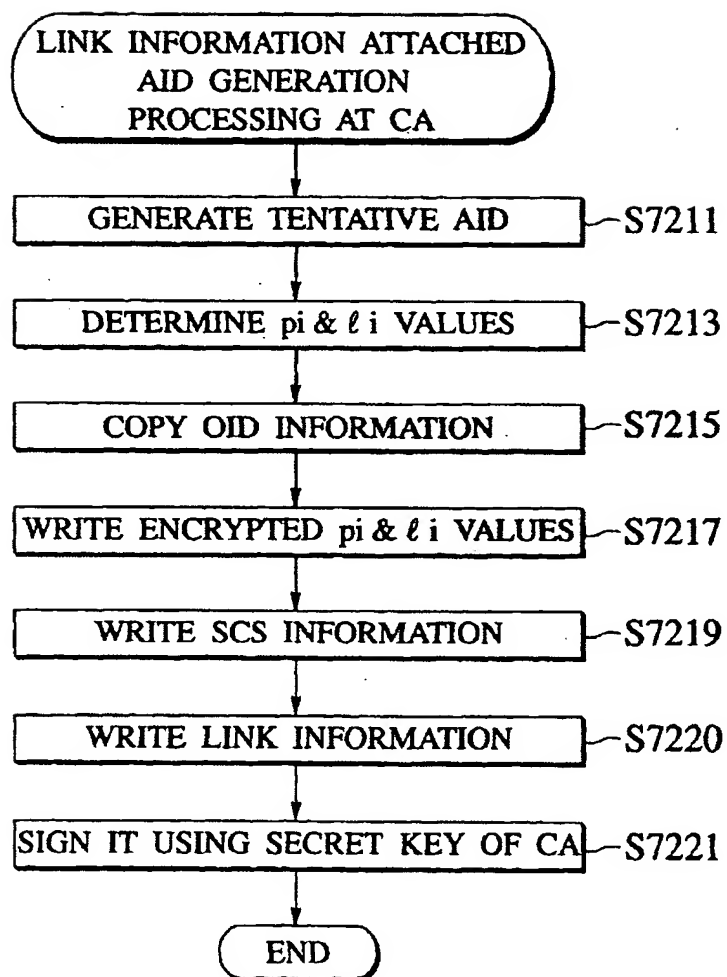 LINK INFORMATION ATTACHED
AID GENERATION
PROCESSING AT CA
GENERATE TENTATIVE AID S7211
DETERMINE pi & ℓ i VALUES S7213
COPY OID INFORMATION S7215
WRITE ENCRYPTED pi & ℓ i VALUES S7217
WRITE SCS INFORMATION S7219
WRITE LINK INFORMATION S7220
SIGN IT USING SECRET KEY OF CA S7221
END